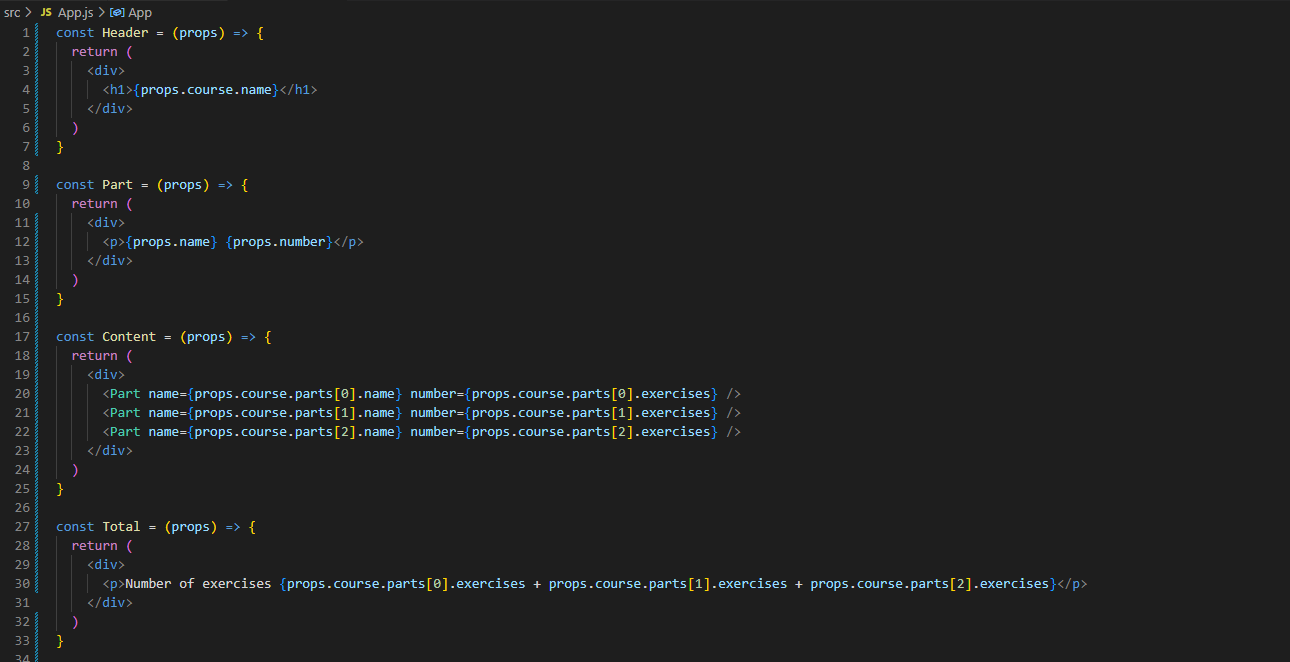 src > JS App.js > App
1 const Header = (props) => {
2   return (
3     <div>
4       <h1>{props.course.name}</h1>
5     </div>
6   )
7 }
8
9 const Part = (props) => {
10   return (
11     <div>
12       <p>{props.name} {props.number}</p>
13     </div>
14   )
15 }
16
17 const Content = (props) => {
18   return (
19     <div>
20       <Part name={props.course.parts[0].name} number={props.course.parts[0].exercises} />
21       <Part name={props.course.parts[1].name} number={props.course.parts[1].exercises} />
22       <Part name={props.course.parts[2].name} number={props.course.parts[2].exercises} />
23     </div>
24   )
25 }
26
27 const Total = (props) => {
28   return (
29     <div>
30       <p>Number of exercises {props.course.parts[0].exercises + props.course.parts[1].exercises + props.course.parts[2].exercises}</p>
31     </div>
32   )
33 }
34